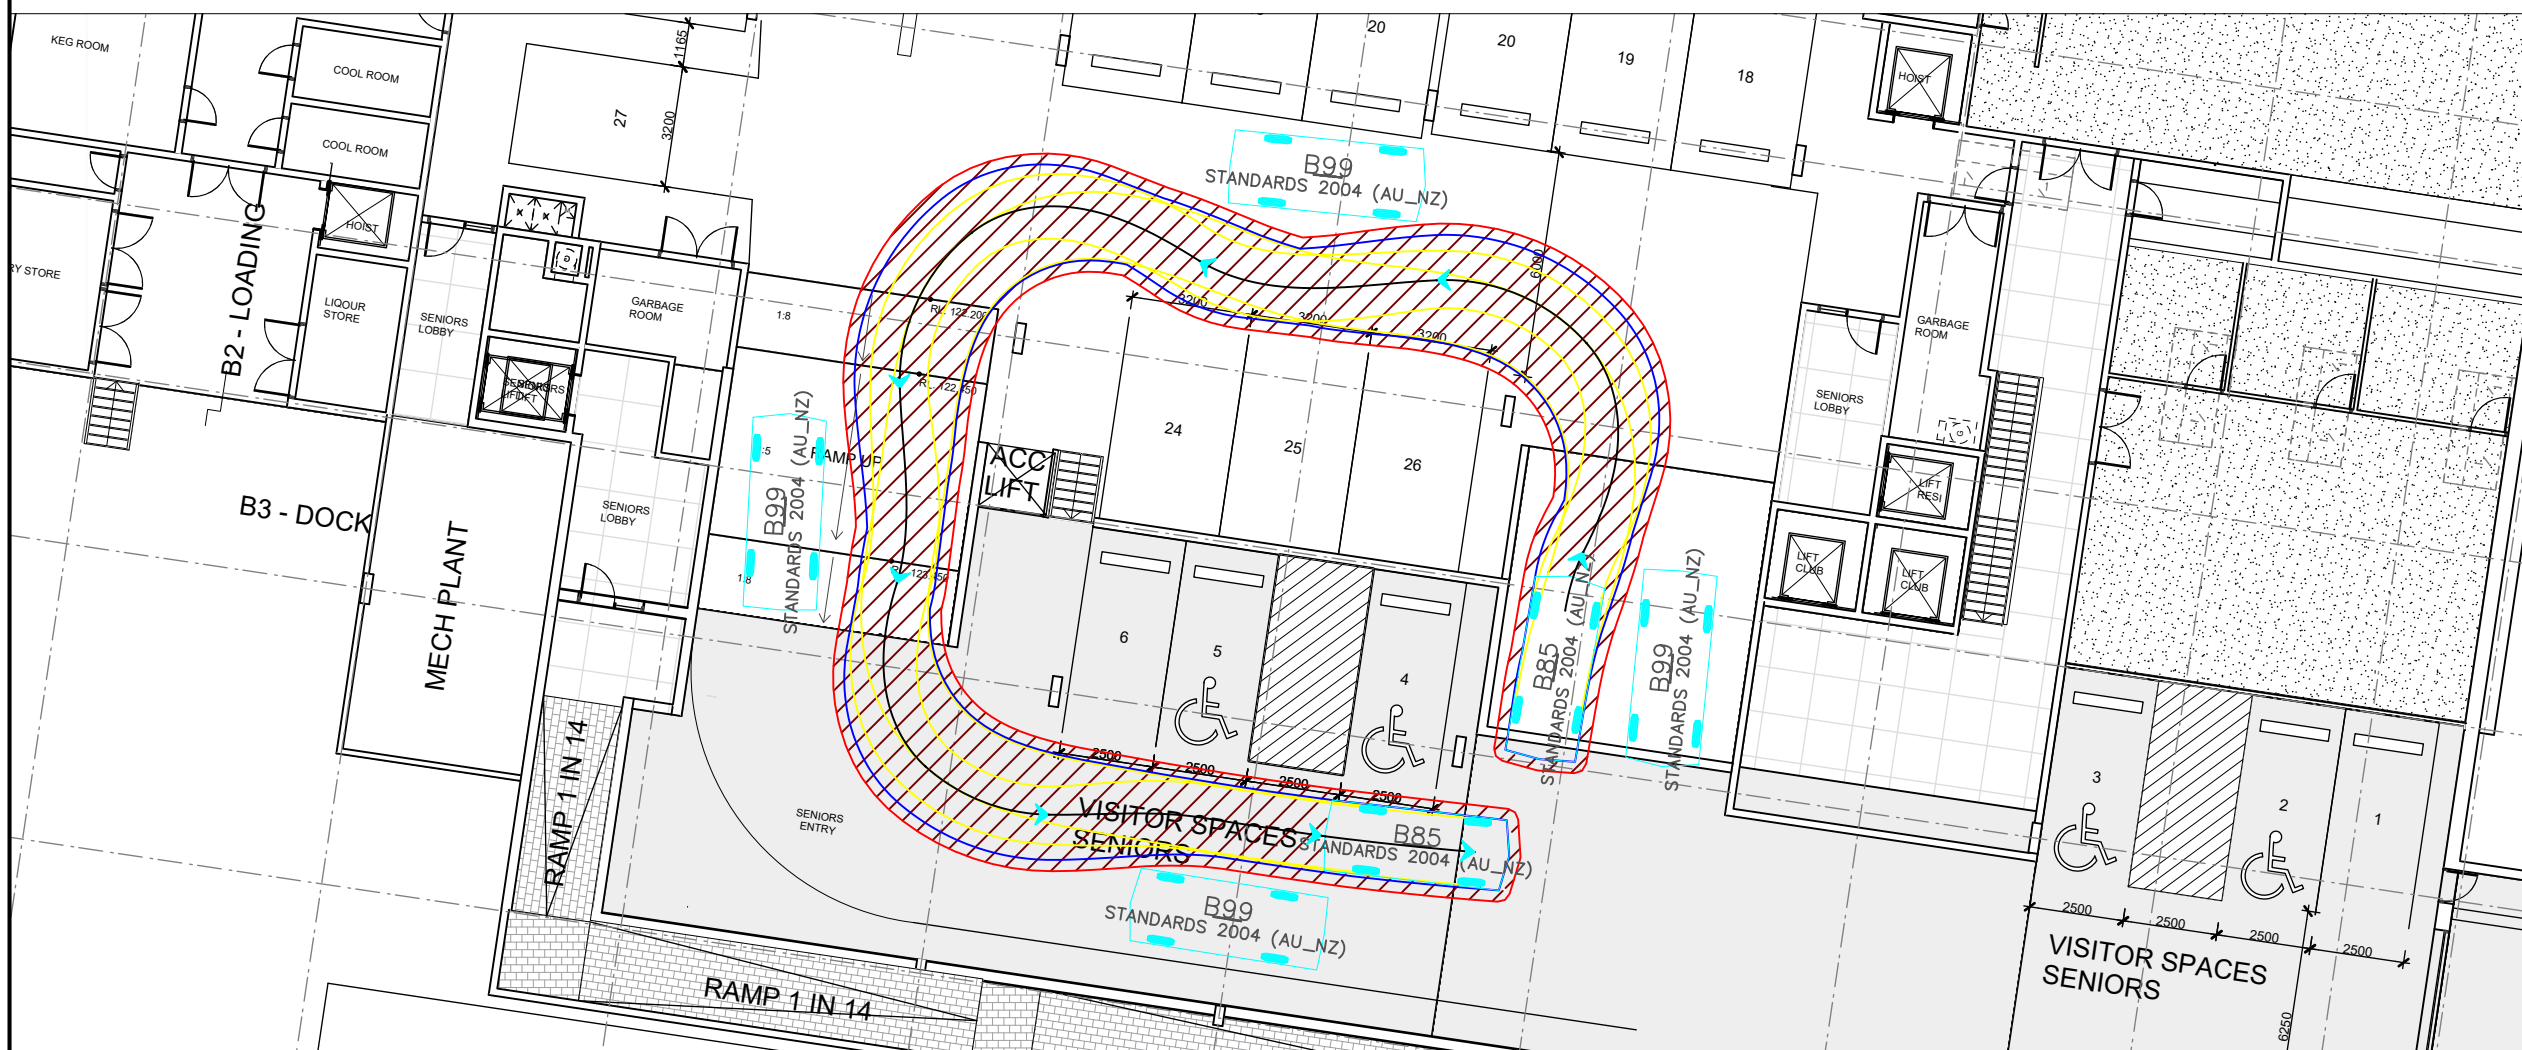 KEG ROOM
COOL ROOM
COOL ROOM
HOIST
B2 - LOADING
LIQOUR
STORE
RY STORE
SENIORS
LOBBY
GARBAGE
ROOM
1165
27
3200
1:8
RL. 122.200
RAMP UP
1:8
B99
STANDARDS 2004 (AU_NZ)
SENIORS
LOBBY
B3 - DOCK
MECH PLANT
RAMP 1 IN 14
RAMP 1 IN 14
SENIORS
ENTRY
20
20
19
18
B99
STANDARDS 2004 (AU_NZ)
3200
3200
3200
6000
24
25
26
ACC
LIFT
6
5
4
2500
2500
2500
2500
VISITOR SPACES
SENIORS
B85
STANDARDS 2004 (AU_NZ)
B99
STANDARDS 2004 (AU_NZ)
B85
STANDARDS 2004 (AU_NZ)
B99
STANDARDS 2004 (AU_NZ)
HOIST
GARBAGE
ROOM
SENIORS
LOBBY
LIFT
RESI
LIFT
CLUB
LIFT
CLUB
3
2
1
2500
2500
2500
2500
VISITOR SPACES
SENIORS
6250